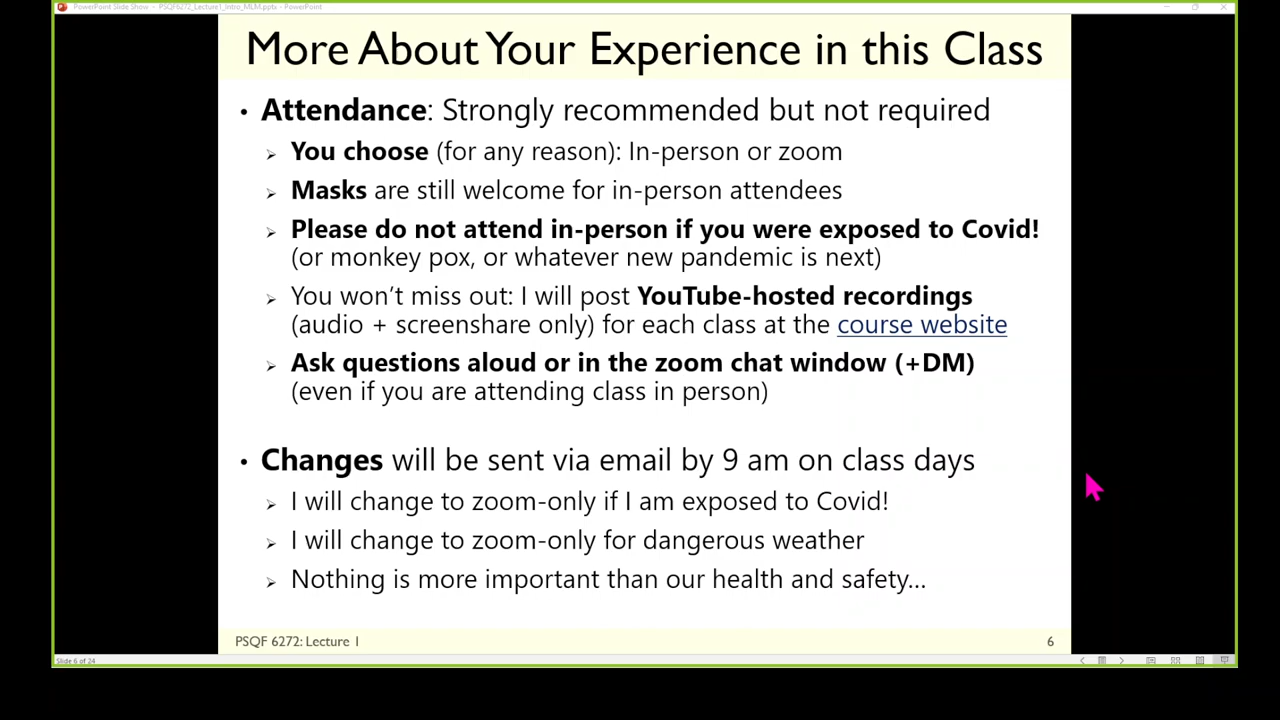 PowerPoint Slide Show - PSQF6272_Lecture1_Intro_MLM.pptx - PowerPoint
More About Your Experience in this Class
• Attendance: Strongly recommended but not required
➢ You choose (for any reason): In-person or zoom
➢ Masks are still welcome for in-person attendees
➢ Please do not attend in-person if you were exposed to Covid!
(or monkey pox, or whatever new pandemic is next)
➢ You won’t miss out: I will post YouTube-hosted recordings
(audio + screenshare only) for each class at the course website
➢ Ask questions aloud or in the zoom chat window (+DM)
(even if you are attending class in person)
• Changes will be sent via email by 9 am on class days
➢ I will change to zoom-only if I am exposed to Covid!
➢ I will change to zoom-only for dangerous weather
➢ Nothing is more important than our health and safety…
PSQF 6272: Lecture 1 6
Slide 6 of 24